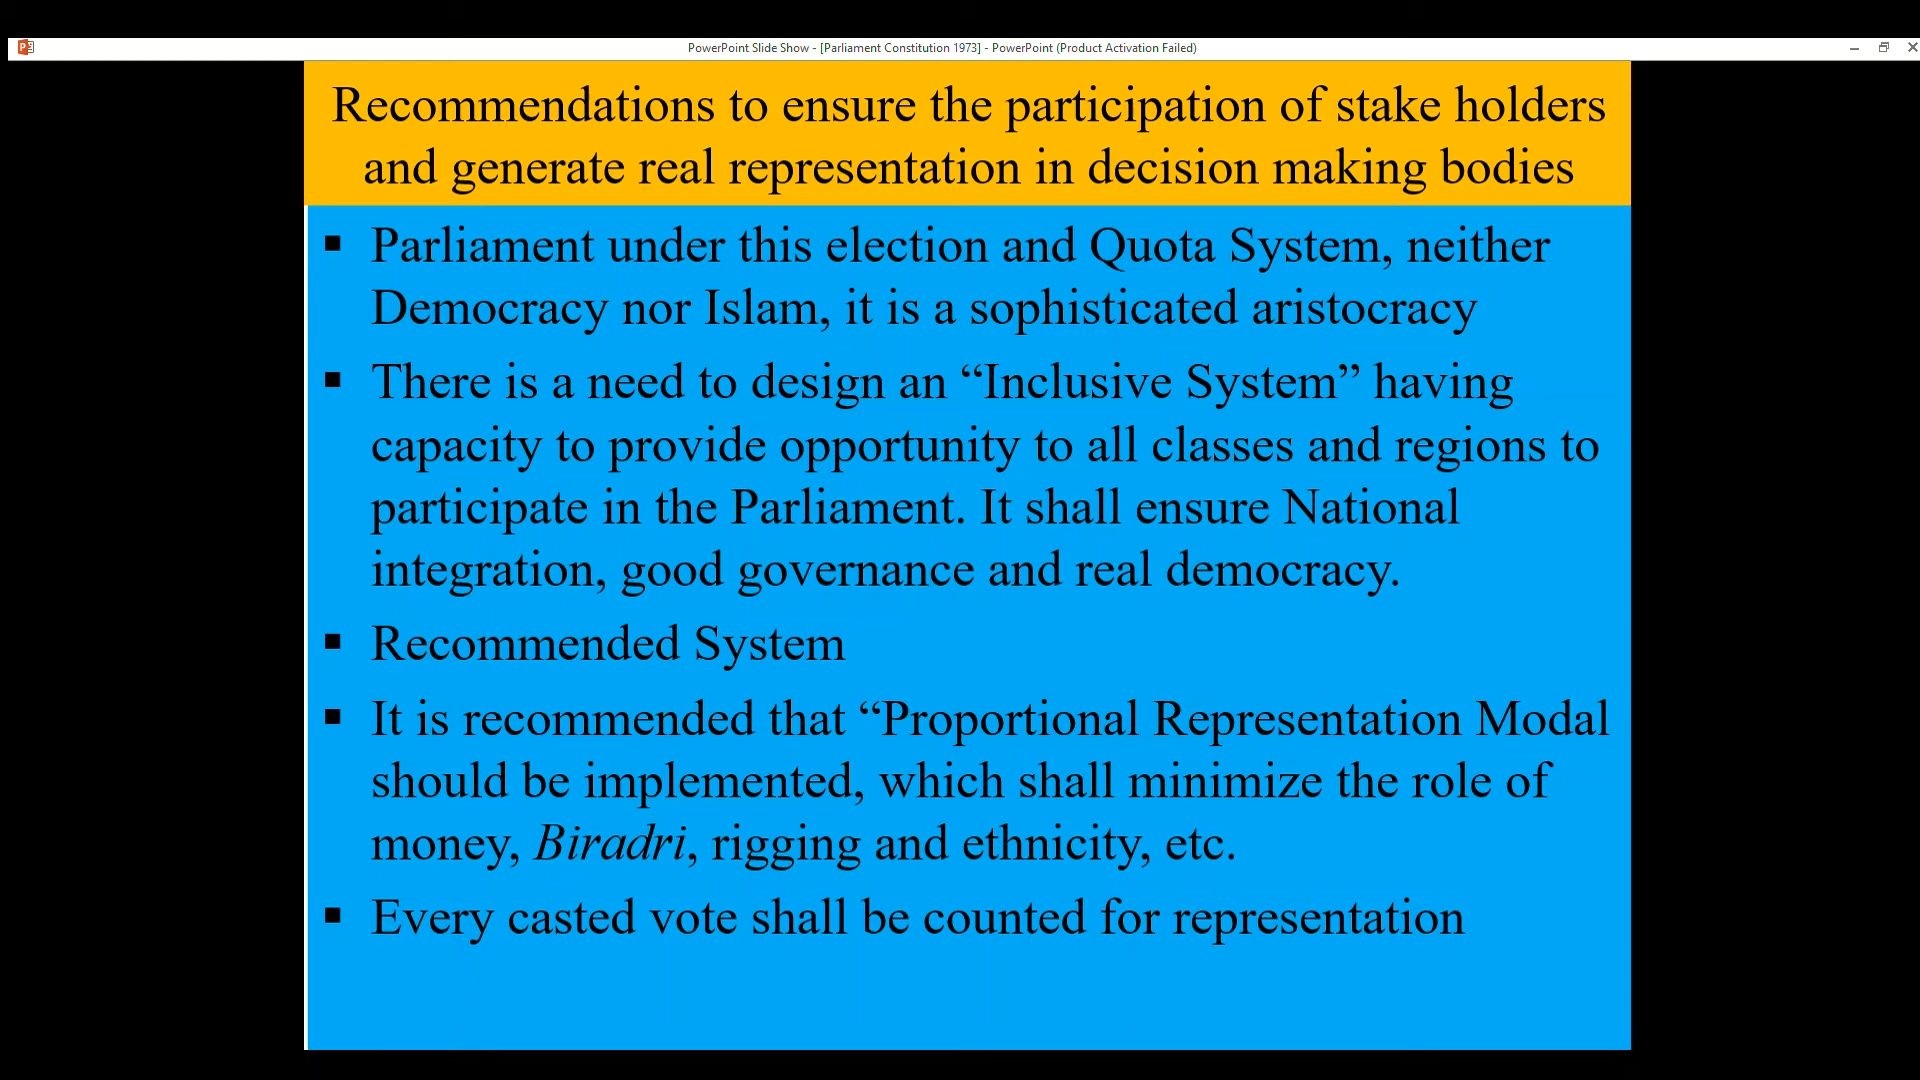 PowerPoint Slide Show - [Parliament Constitution 1973] - PowerPoint (Product Activation Failed)
Recommendations to ensure the participation of stake holders
and generate real representation in decision making bodies
▪ Parliament under this election and Quota System, neither
Democracy nor Islam, it is a sophisticated aristocracy
▪ There is a need to design an “Inclusive System” having
capacity to provide opportunity to all classes and regions to
participate in the Parliament. It shall ensure National
integration, good governance and real democracy.
▪ Recommended System
▪ It is recommended that “Proportional Representation Modal
should be implemented, which shall minimize the role of
money, Biradri, rigging and ethnicity, etc.
▪ Every casted vote shall be counted for representation